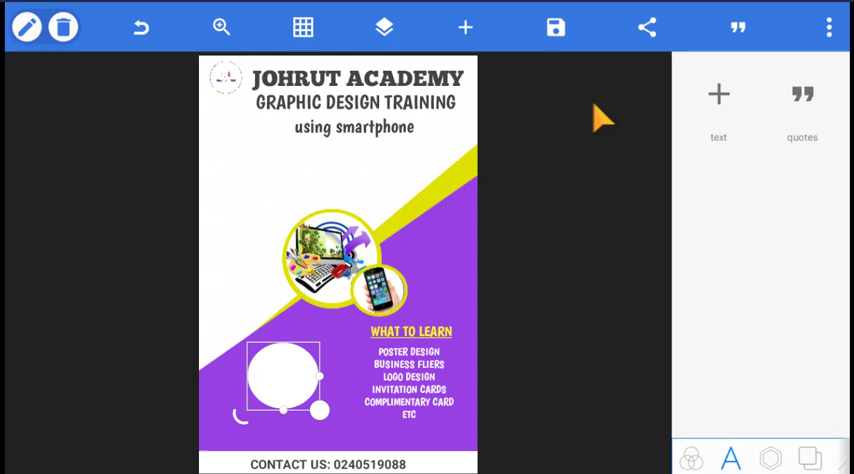 JOHRUT ACADEMY
GRAPHIC DESIGN TRAINING
using smartphone
text
quotes
WHAT TO LEARN
POSTER DESIGN
BUSINESS FLIERS
LOGO DESIGN
INVITATION CARDS
COMPLIMENTARY CARD
ETC
CONTACT US: 0240519088